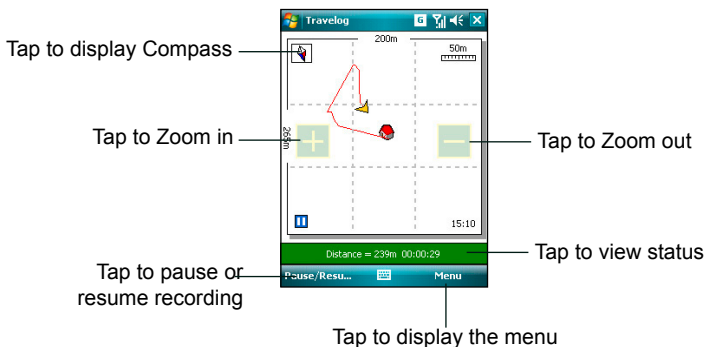 Travelog
G
200m
Tap to display Compass
50m
265m
Tap to Zoom in
Tap to Zoom out
15:10
Distance = 239m 00:00:29
Tap to view status
Tap to pause or
resume recording
Pause/Resu...
Menu
Tap to display the menu